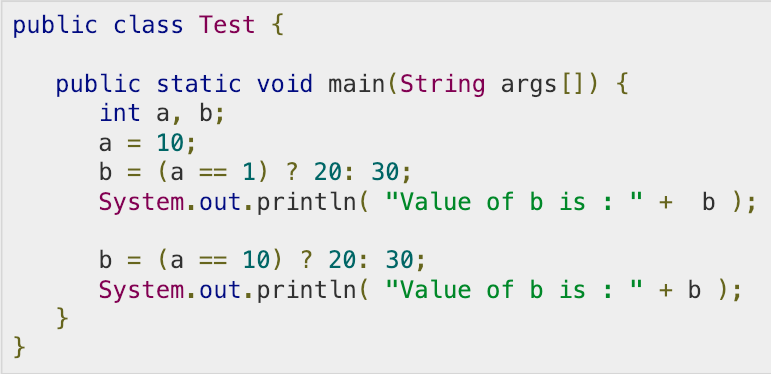 public class Test {
public static void main(String args[]) {
int a, b;
a = 10;
b = (a == 1) ? 20: 30;
System.out.println( "Value of b is : " +  b );
b = (a == 10) ? 20: 30;
System.out.println( "Value of b is : " + b );
}
}